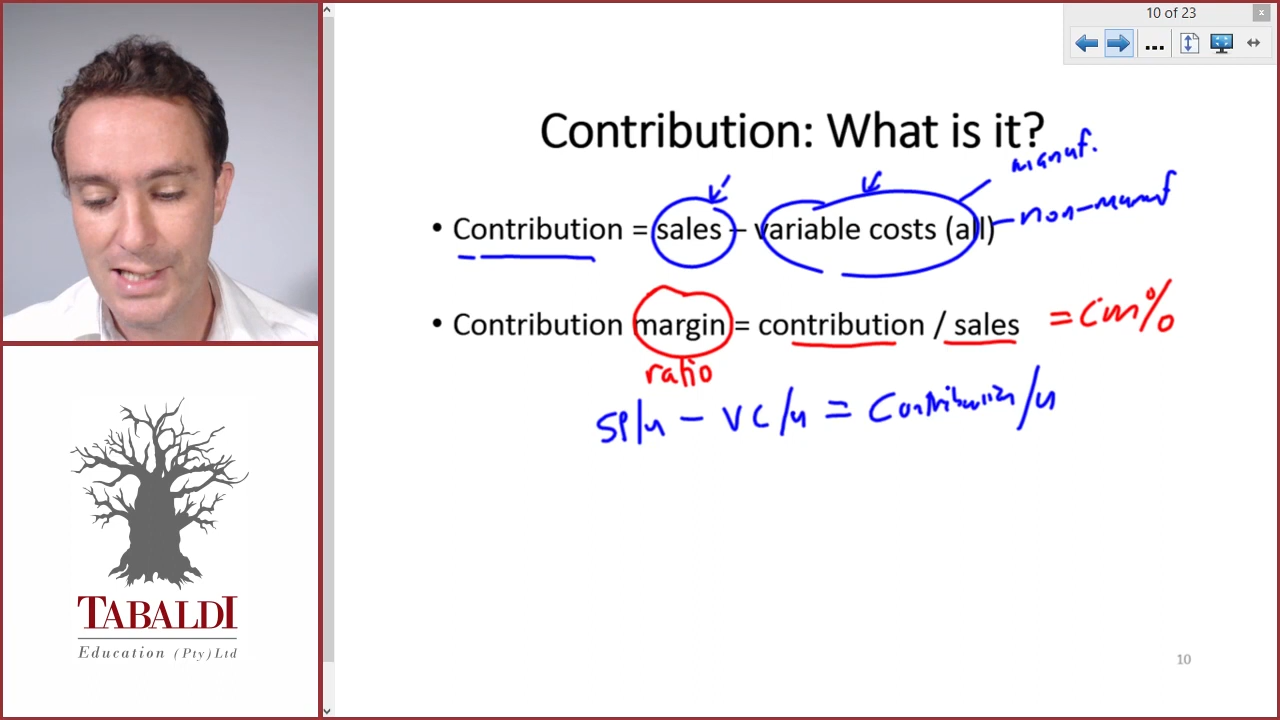 10 of 23
Contribution: What is it?
manuf.
• Contribution = sales – variable costs (all) – non-manuf
• Contribution margin = contribution / sales = Cm%
ratio
SP/u – VC/u = Contribution/u
TABALDI
Education (Pty) Ltd
10